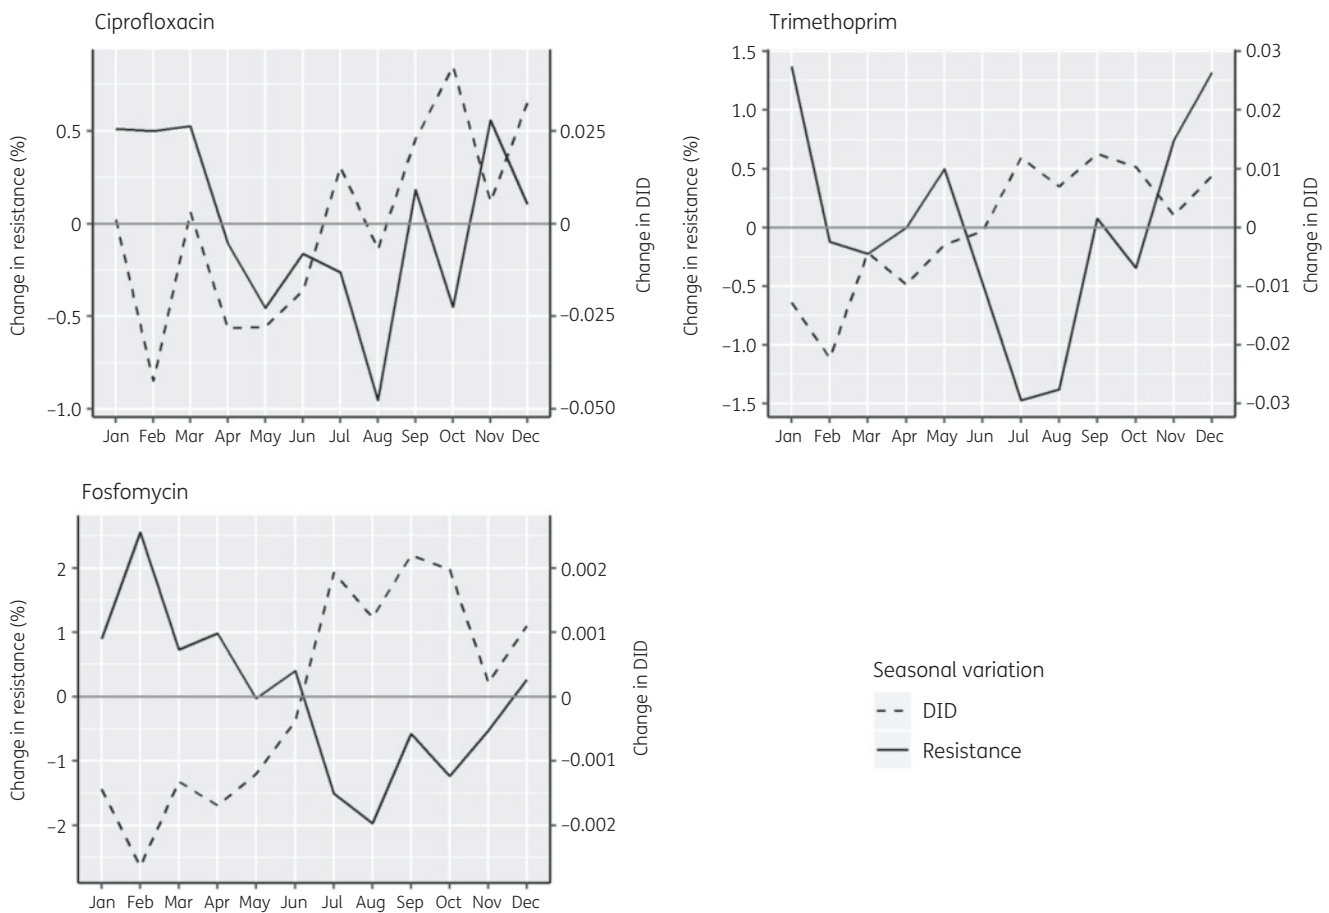 Ciprofloxacin
Change in resistance (%)
0.5
0
−0.5
−1.0
0.025
0
−0.025
−0.050
Change in DID
Jan Feb Mar Apr May Jun Jul Aug Sep Oct Nov Dec
Trimethoprim
Change in resistance (%)
1.5
1.0
0.5
0
−0.5
−1.0
−1.5
0.03
0.02
0.01
0
−0.01
−0.02
−0.03
Change in DID
Jan Feb Mar Apr May Jun Jul Aug Sep Oct Nov Dec
Fosfomycin
Change in resistance (%)
2
1
0
−1
−2
0.002
0.001
0
−0.001
−0.002
Change in DID
Jan Feb Mar Apr May Jun Jul Aug Sep Oct Nov Dec
Seasonal variation
DID
Resistance